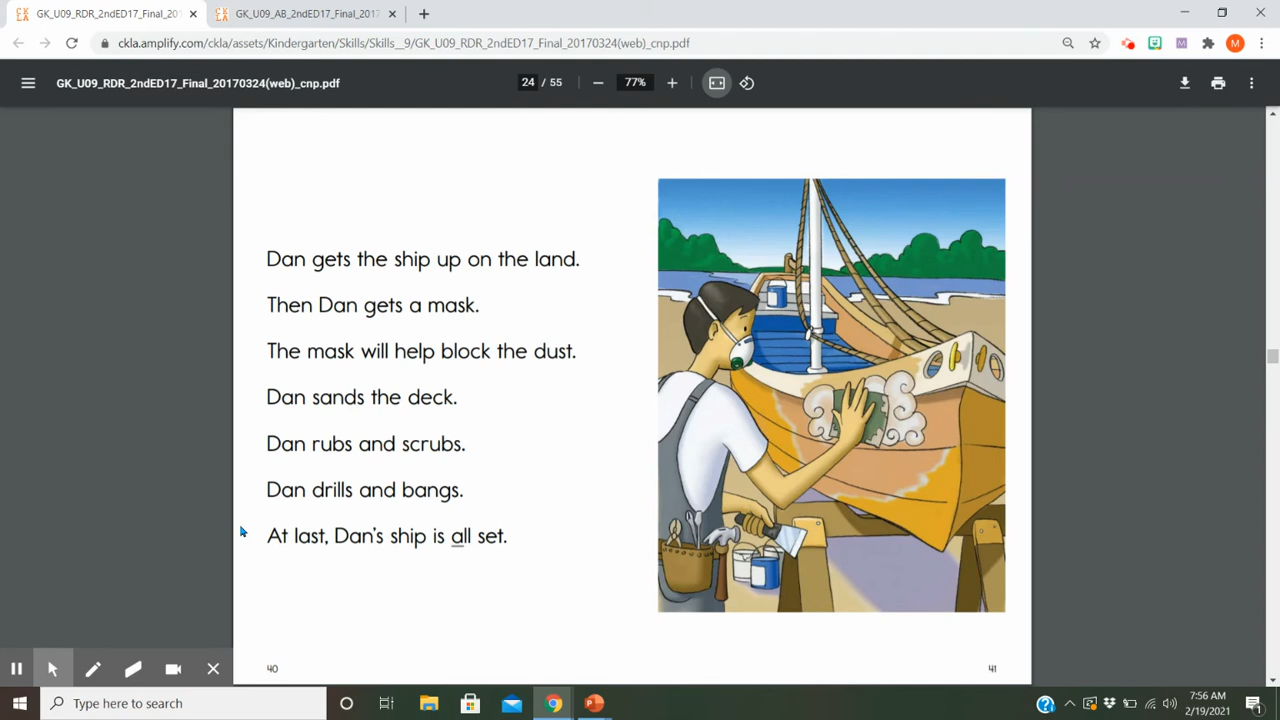 GK_U09_RDR_2ndED17_Final_201
GK_U09_AB_2ndED17_Final_2017
ckla.amplify.com/ckla/assets/Kindergarten/Skills/Skills__9/GK_U09_RDR_2ndED17_Final_20170324(web)_cnp.pdf
M
M
GK_U09_RDR_2ndED17_Final_20170324(web)_cnp.pdf
24 / 55
77%
Dan gets the ship up on the land.
Then Dan gets a mask.
The mask will help block the dust.
Dan sands the deck.
Dan rubs and scrubs.
Dan drills and bangs.
At last, Dan's ship is all set.
40
41
Type here to search
7:56 AM
2/19/2021
1